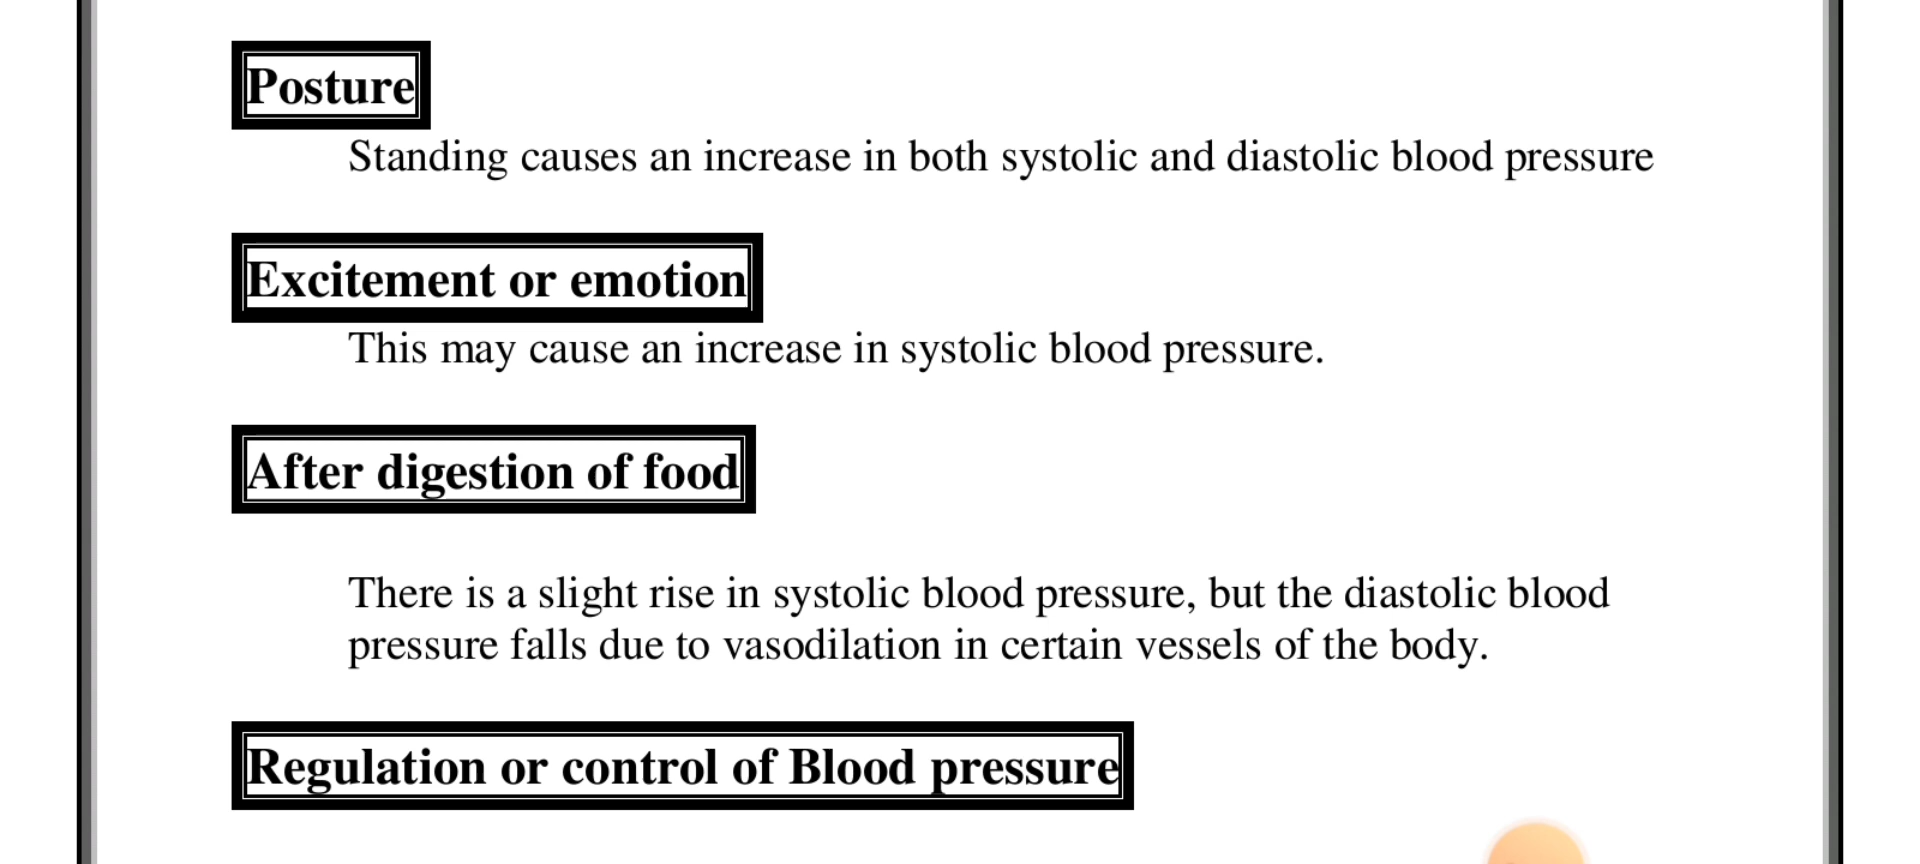 Posture
Standing causes an increase in both systolic and diastolic blood pressure
Excitement or emotion
This may cause an increase in systolic blood pressure.
After digestion of food
There is a slight rise in systolic blood pressure, but the diastolic blood
pressure falls due to vasodilation in certain vessels of the body.
Regulation or control of Blood pressure